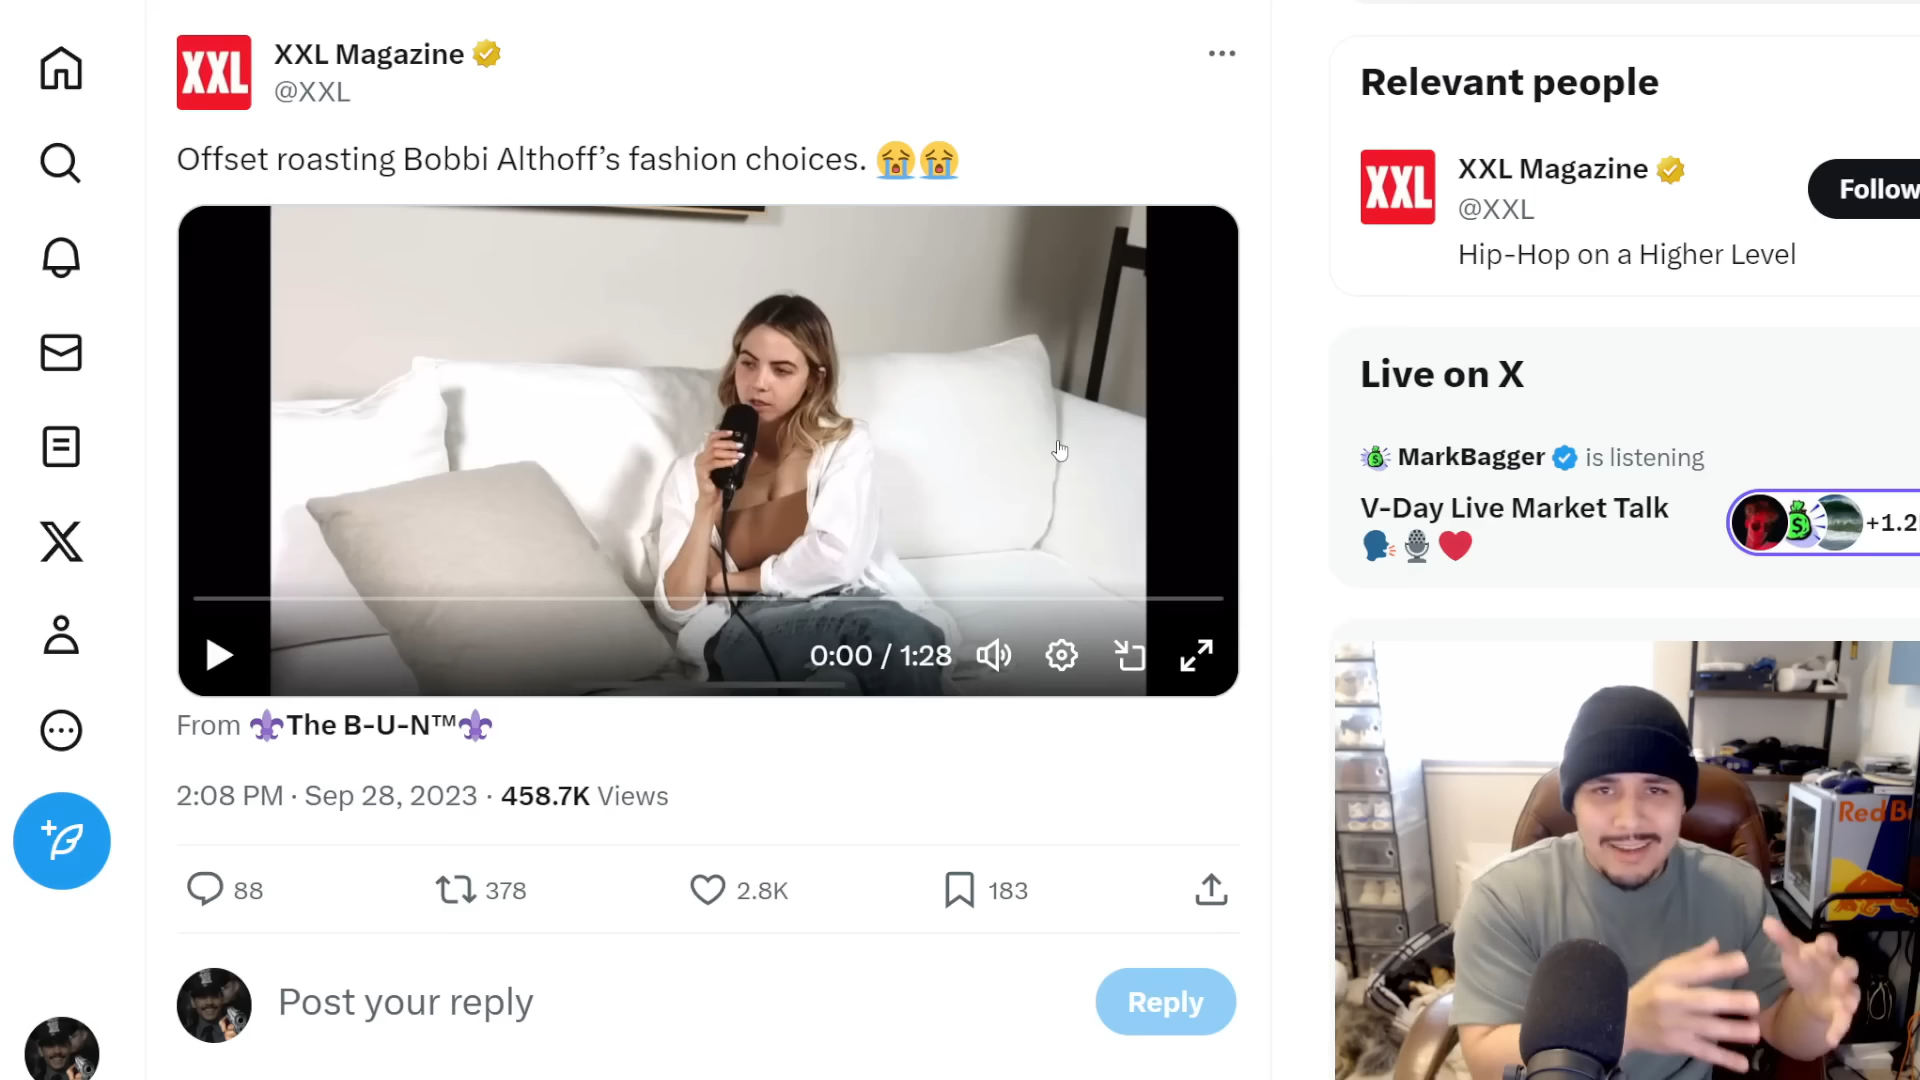 XXL
XXL Magazine
@XXL
Offset roasting Bobbi Althoff’s fashion choices. 😭😭
0:00 / 1:28
From ⚜The B-U-N™⚜
2:08 PM · Sep 28, 2023 · 458.7K Views
88
378
2.8K
183
Post your reply
Reply
Relevant people
XXL
XXL Magazine
@XXL
Follow
Hip-Hop on a Higher Level
Live on X
MarkBagger is listening
V-Day Live Market Talk
🗣🎙❤
+1.2
Red B